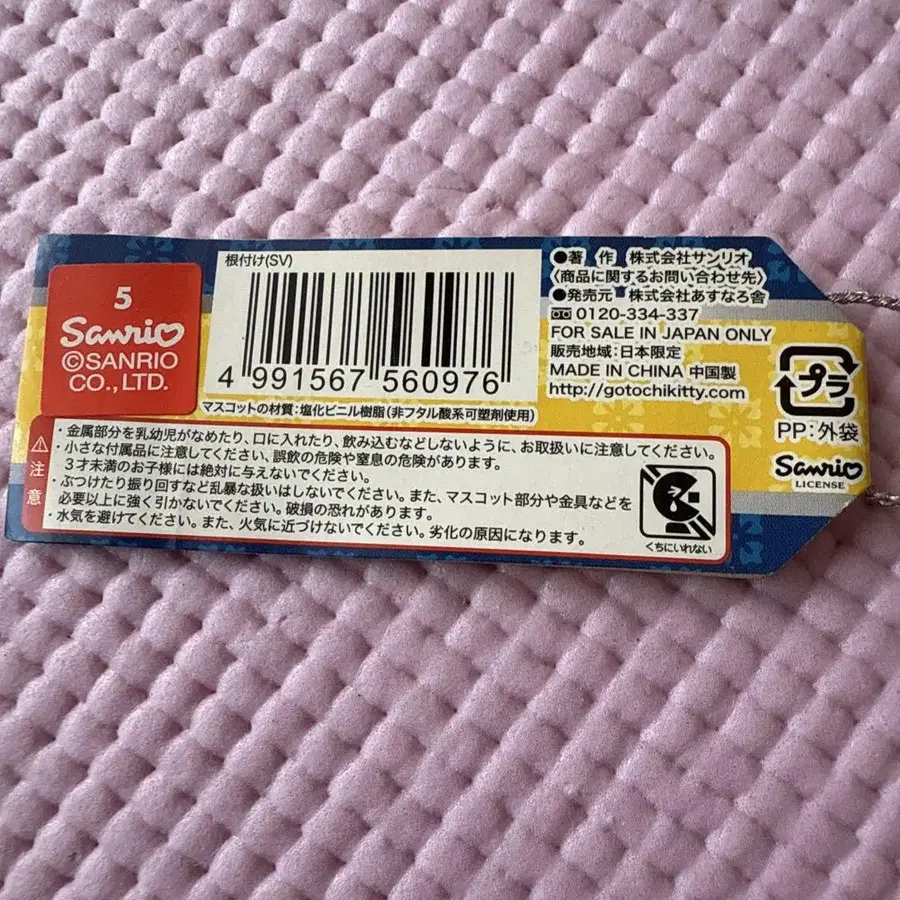 5
Sanrio
©SANRIO
CO., LTD.
根付け(SV)
4 991567 560976
マスコットの材質：塩化ビニル樹脂(非フタル酸系可塑剤使用)
●著 作 株式会社サンリオ
〈商品に関するお問い合わせ先〉
●発売元 株式会社あすなろ舎
0120-334-337
FOR SALE IN JAPAN ONLY
販売地域：日本限定
MADE IN CHINA 中国製
http://gotochikitty.com
プラ
PP：外袋
Sanrio
LICENSE
注意
・金属部分を乳幼児がなめたり、口に入れたり、飲み込むなどしないように、お取扱いに注意してください。
・小さな付属品に注意してください。誤飲の危険や窒息の危険があります。
３才未満のお子様には絶対に与えないでください。
・ぶつけたり振り回すなど乱暴な扱いはしないでください。また、マスコット部分や金具などを
必要以上に強く引かないでください。破損の恐れがあります。
・水気を避けてください。また、火気に近づけないでください。劣化の原因になります。
くちにいれない